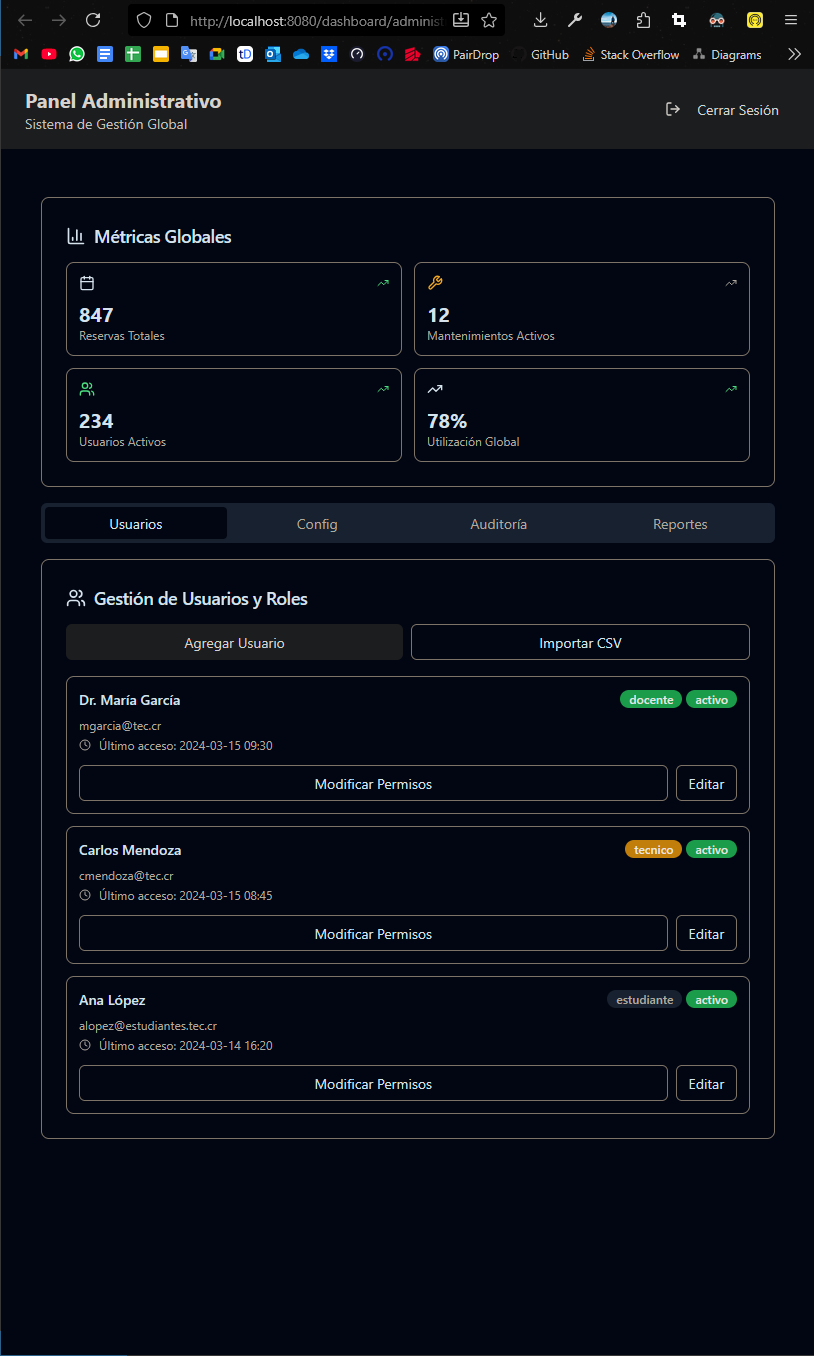 http://localhost:8080/dashboard/administ
PairDrop GitHub Stack Overflow Diagrams
Panel Administrativo
Sistema de Gestión Global
Cerrar Sesión
Métricas Globales
847
Reservas Totales
12
Mantenimientos Activos
234
Usuarios Activos
78%
Utilización Global
Usuarios Config Auditoría Reportes
Gestión de Usuarios y Roles
Agregar Usuario Importar CSV
Dr. María García docente activo
mgarcia@tec.cr
Último acceso: 2024-03-15 09:30
Modificar Permisos Editar
Carlos Mendoza tecnico activo
cmendoza@tec.cr
Último acceso: 2024-03-15 08:45
Modificar Permisos Editar
Ana López estudiante activo
alopez@estudiantes.tec.cr
Último acceso: 2024-03-14 16:20
Modificar Permisos Editar